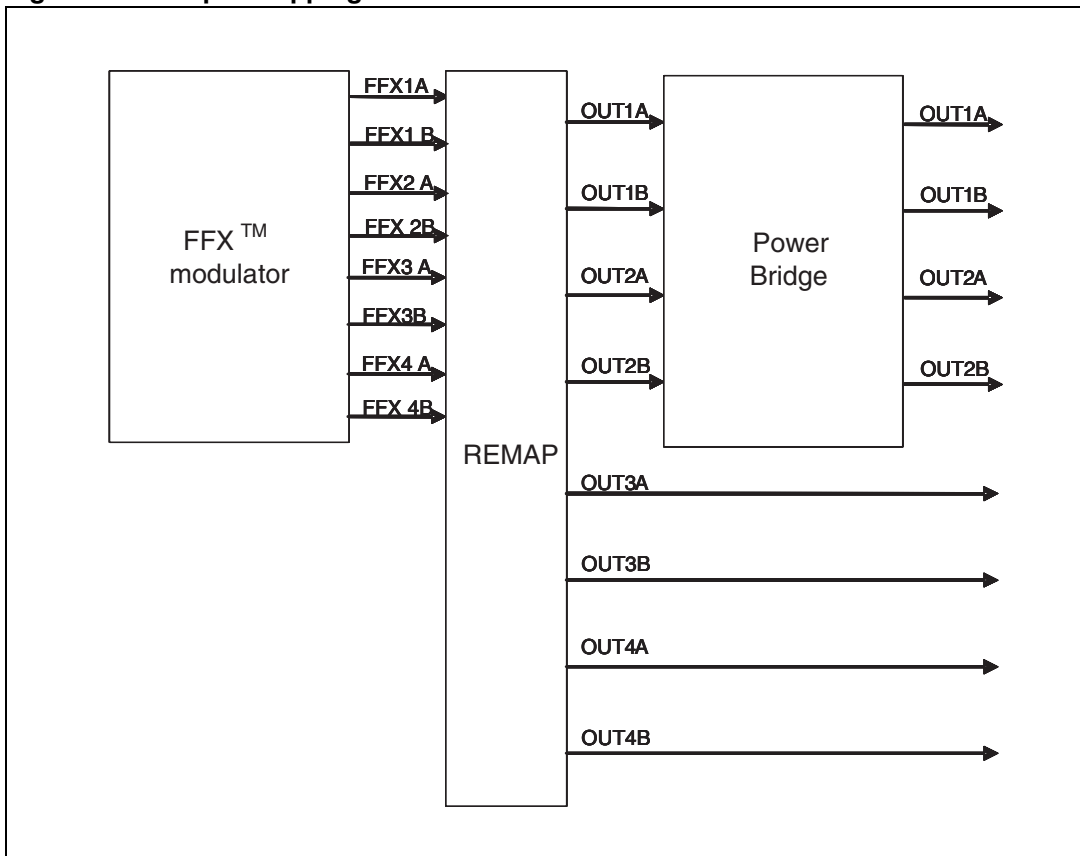 FFX1A
FFX1 B
FFX2 A
FFX 2B
FFX3 A
FFX3B
FFX4 A
FFX 4B
FFX TM
modulator
REMAP
OUT1A
OUT1B
OUT2A
OUT2B
OUT3A
OUT3B
OUT4A
OUT4B
Power
Bridge
OUT1A
OUT1B
OUT2A
OUT2B